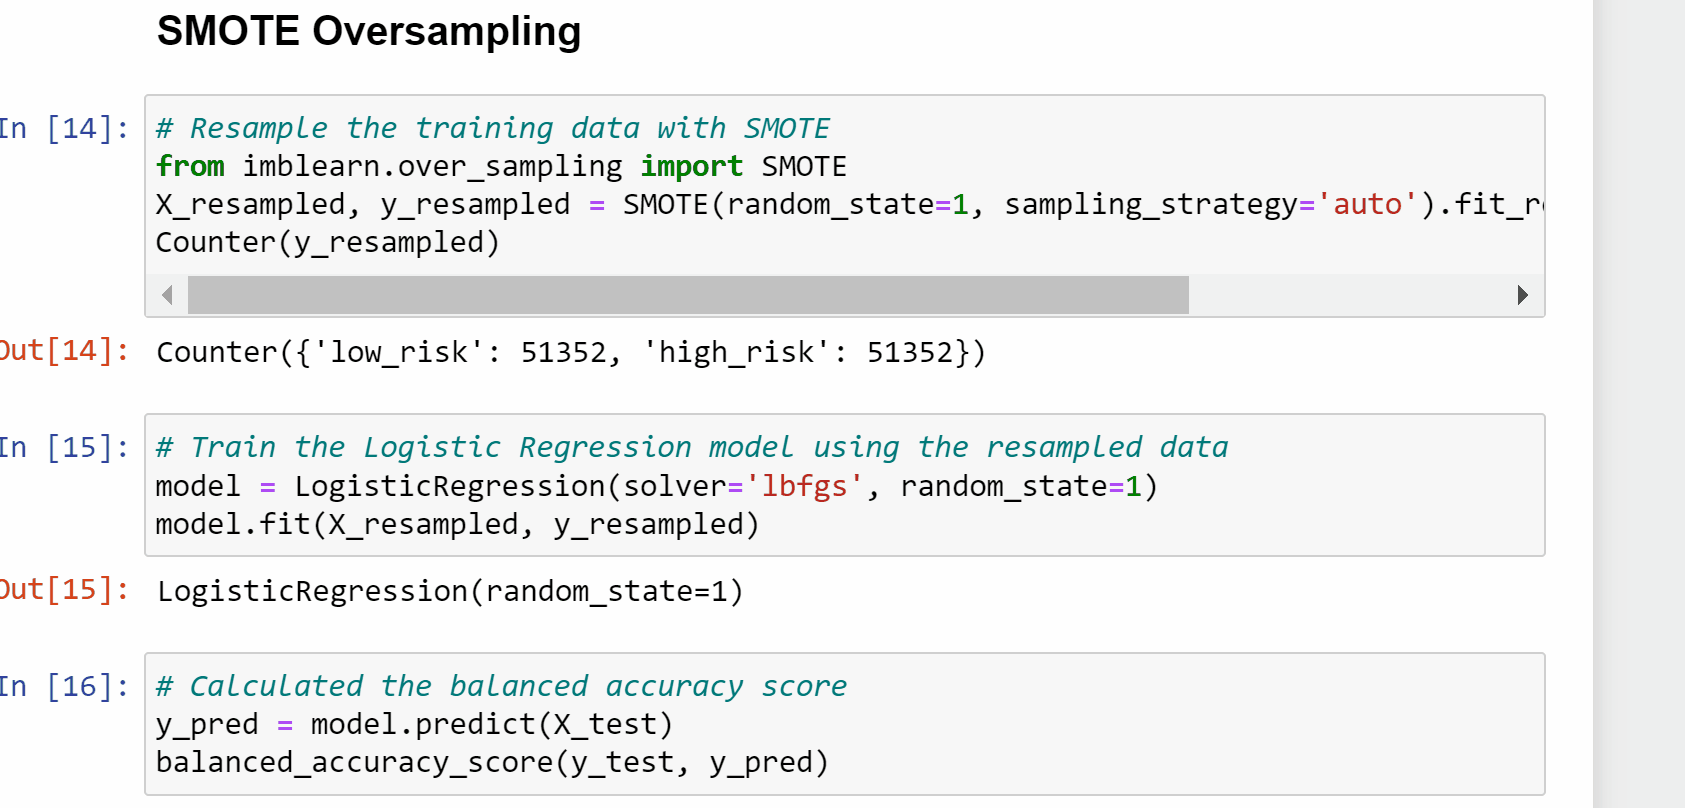 SMOTE Oversampling
In [14]:
# Resample the training data with SMOTE
from imblearn.over_sampling import SMOTE
X_resampled, y_resampled = SMOTE(random_state=1, sampling_strategy='auto').fit_r
Counter(y_resampled)
Out[14]: Counter({'low_risk': 51352, 'high_risk': 51352})
In [15]:
# Train the Logistic Regression model using the resampled data
model = LogisticRegression(solver='lbfgs', random_state=1)
model.fit(X_resampled, y_resampled)
Out[15]: LogisticRegression(random_state=1)
In [16]:
# Calculated the balanced accuracy score
y_pred = model.predict(X_test)
balanced_accuracy_score(y_test, y_pred)